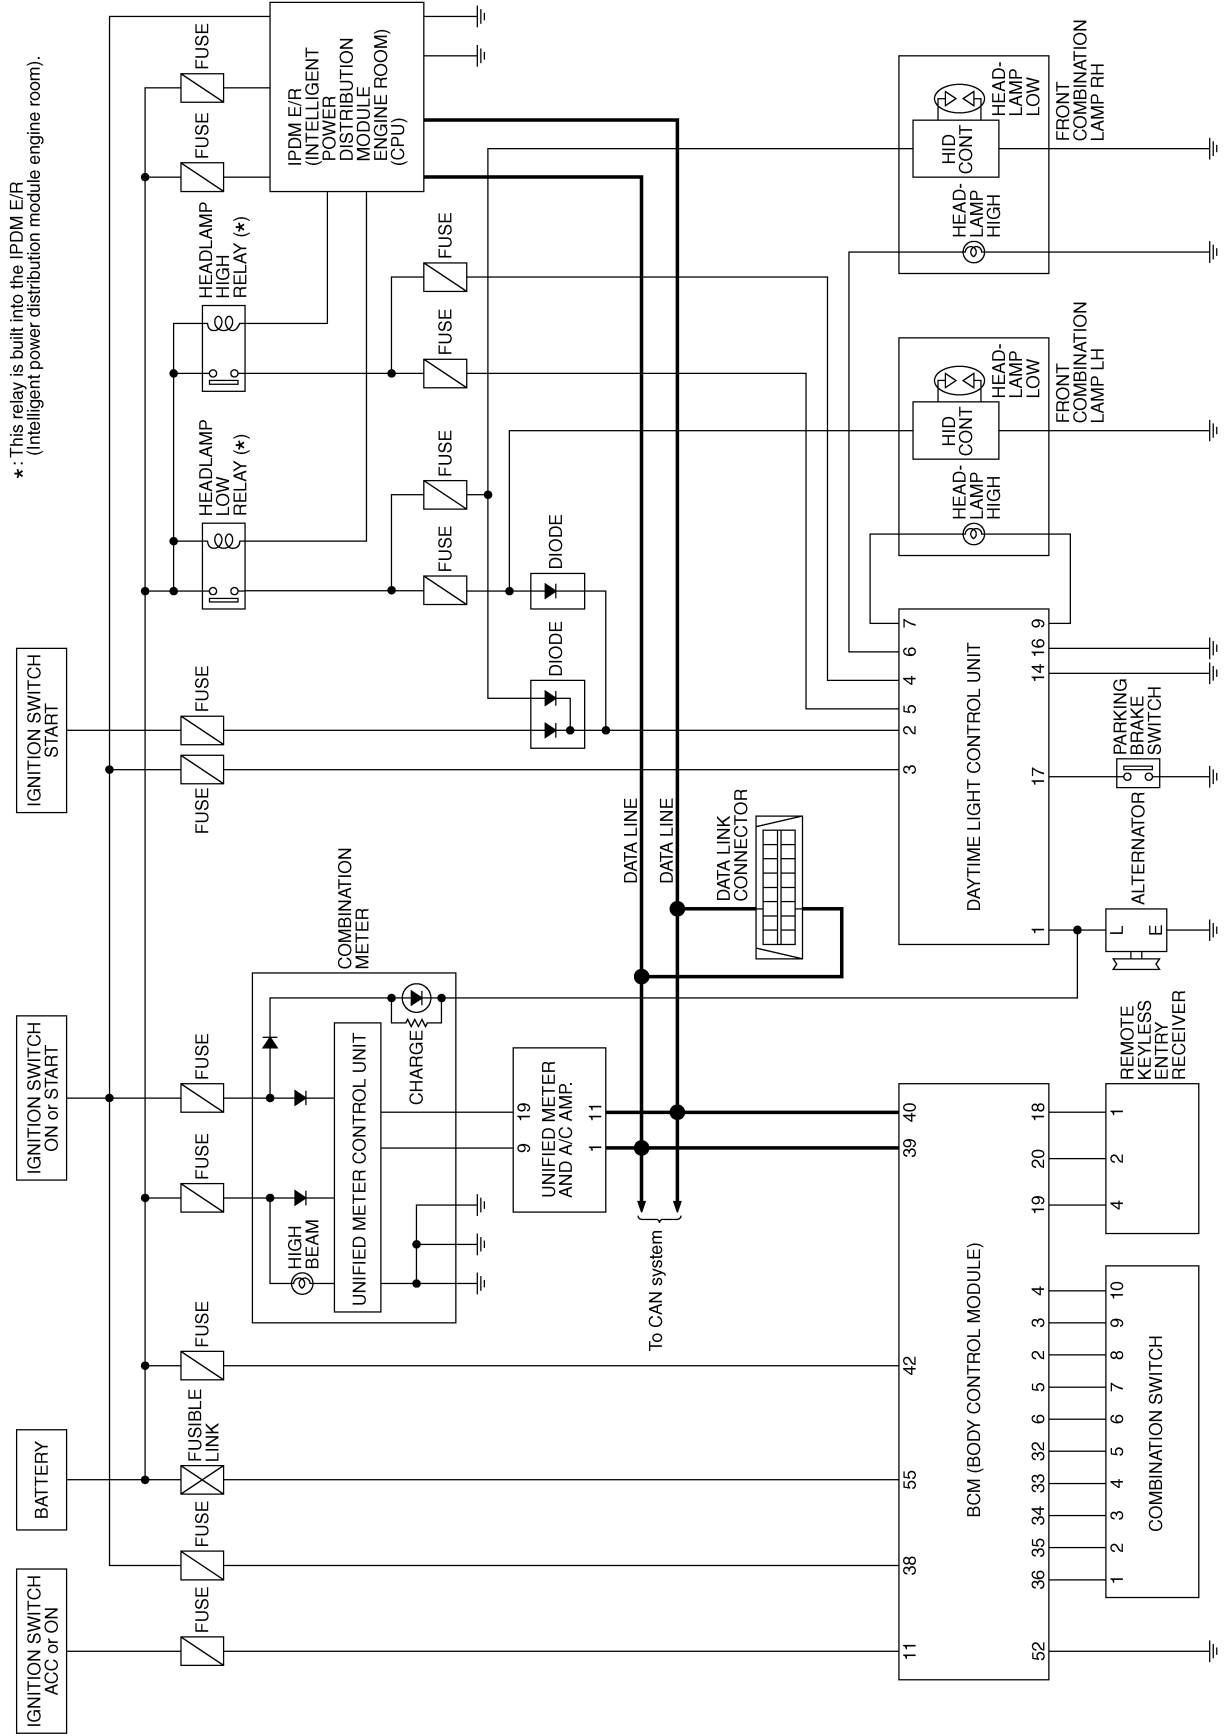 IGNITION SWITCH
ACC or ON
BATTERY
IGNITION SWITCH
ON or START
IGNITION SWITCH
START
*: This relay is built into the IPDM E/R
(Intelligent power distribution module engine room).
FUSE
FUSE
FUSIBLE
LINK
FUSE
FUSE
FUSE
FUSE
FUSE
HEADLAMP
LOW
RELAY (*)
HEADLAMP
HIGH
RELAY (*)
FUSE
FUSE
IPDM E/R
(INTELLIGENT
POWER
DISTRIBUTION
MODULE
ENGINE ROOM)
(CPU)
COMBINATION
METER
HIGH
BEAM
UNIFIED METER CONTROL UNIT
CHARGE
FUSE
FUSE
FUSE
FUSE
9
19
UNIFIED METER
AND A/C AMP.
1
11
DIODE
DIODE
To CAN system
DATA LINE
DATA LINE
DATA LINK
CONNECTOR
11
38
55
42
39
40
BCM (BODY CONTROL MODULE)
52
36
35
34
33
32
6
5
2
3
4
19
20
18
1
2
3
4
5
6
7
8
9
10
COMBINATION SWITCH
4
2
1
REMOTE
KEYLESS
ENTRY
RECEIVER
3
2
5
4
6
7
DAYTIME LIGHT CONTROL UNIT
1
17
14
16
9
L
E
ALTERNATOR
PARKING
BRAKE
SWITCH
HEAD-
LAMP
HIGH
HID
CONT
HEAD-
LAMP
LOW
FRONT
COMBINATION
LAMP LH
HEAD-
LAMP
HIGH
HID
CONT
HEAD-
LAMP
LOW
FRONT
COMBINATION
LAMP RH